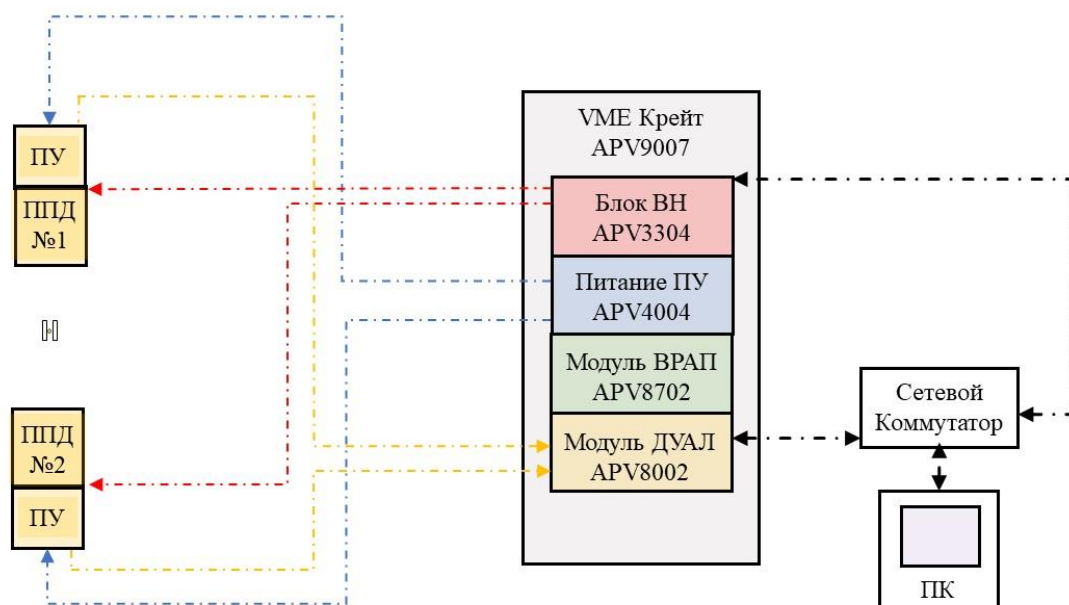 VME Крейт
APV9007
ПУ
ППД
№1
Блок ВН
APV3304
Питание ПУ
APV4004
Модуль ВРАП
APV8702
Модуль ДУАЛ
APV8002
Сетевой
Коммутатор
ППД
№2
ПУ
ПК